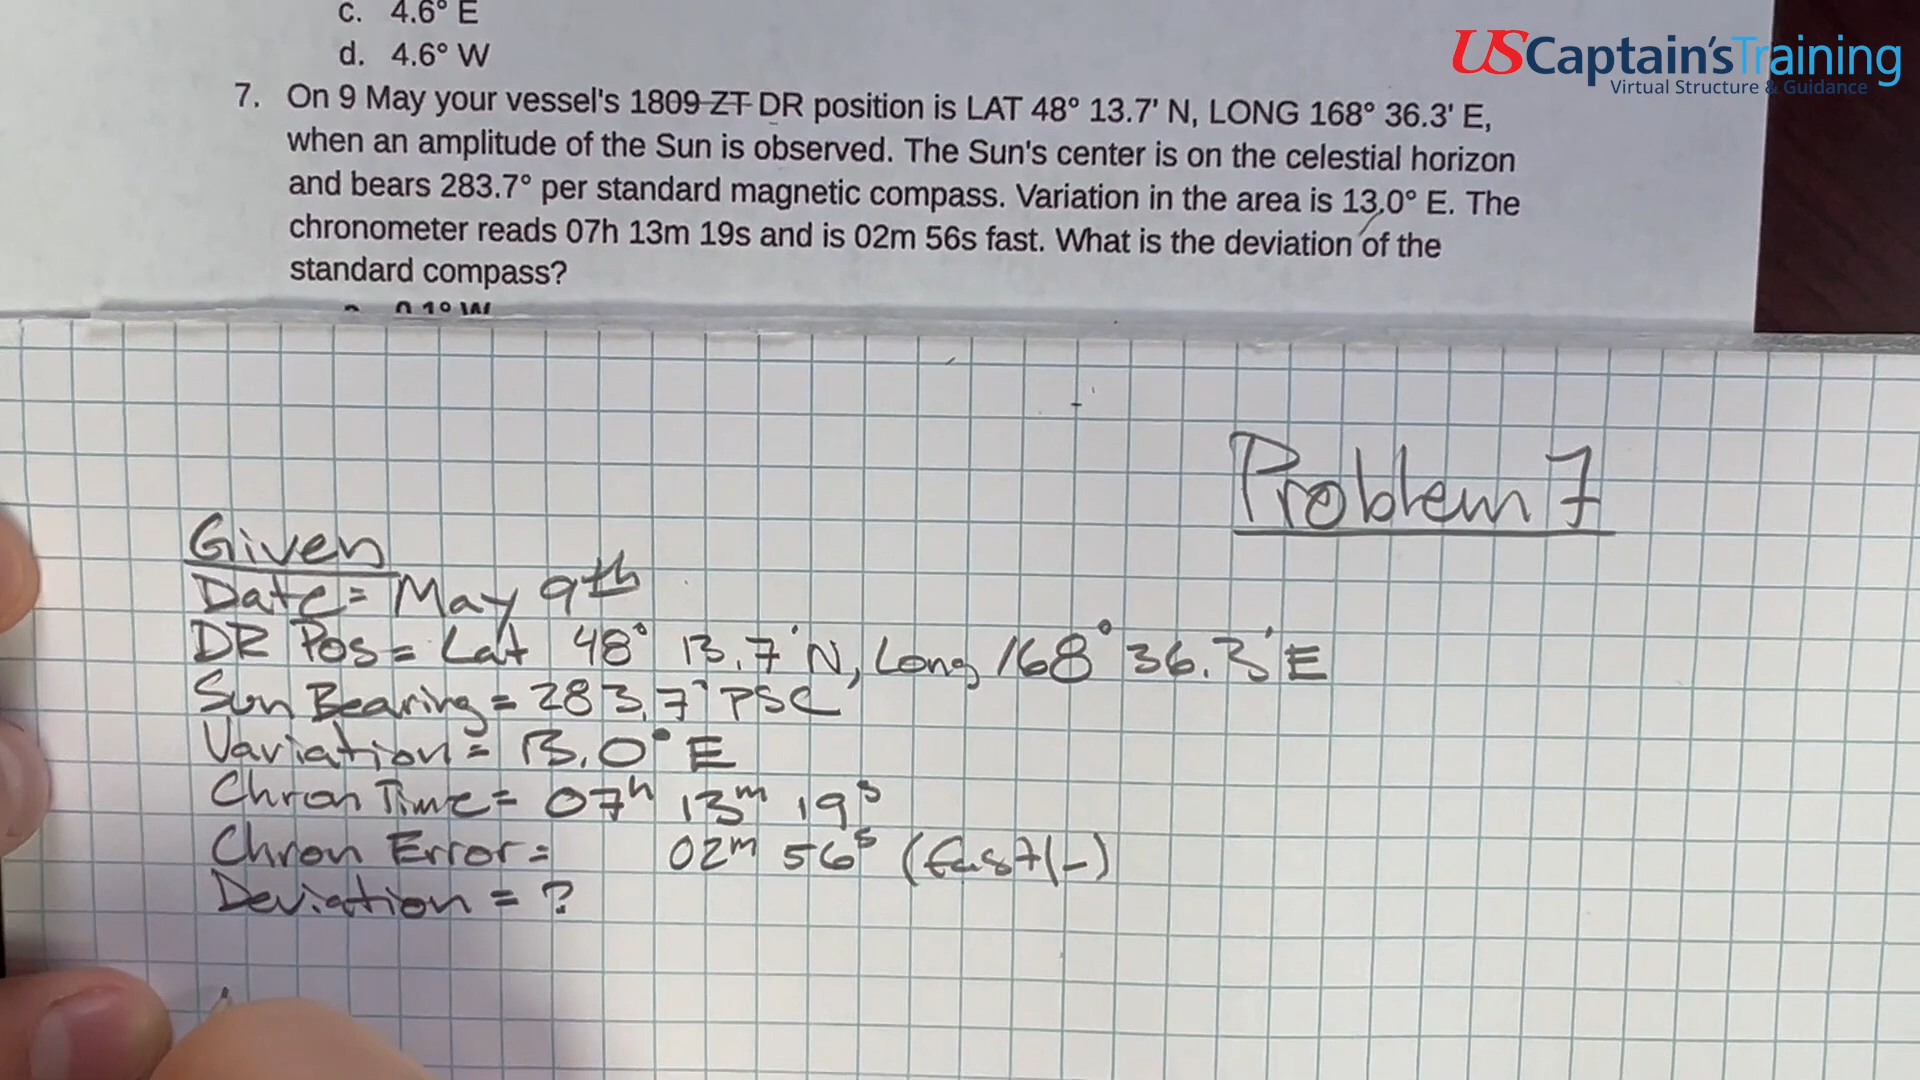 c. 4.6° E
d. 4.6° W
USCaptain'sTraining
Virtual Structure & Guidance
7. On 9 May your vessel's 1809 ZT DR position is LAT 48° 13.7' N, LONG 168° 36.3' E,
when an amplitude of the Sun is observed. The Sun's center is on the celestial horizon
and bears 283.7° per standard magnetic compass. Variation in the area is 13.0° E. The
chronometer reads 07h 13m 19s and is 02m 56s fast. What is the deviation of the
standard compass?
Problem 7
Given
Date = May 9th
DR Pos = Lat 48° 13.7' N, Long 168° 36.3' E
Sun Bearing = 283.7° PSC
Variation = 13.0° E
Chron Time = 07h 13m 19s
Chron Error = 02m 56s (fast/-)
Deviation = ?